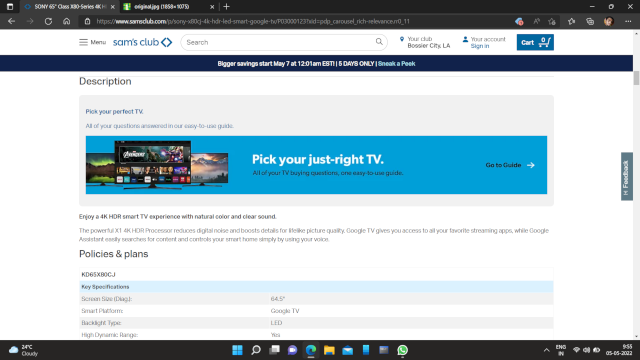 SONY 65" Class X80-Series 4K H
original.jpg (1858×1075)
https://www.samsclub.com/p/sony-x80cj-4k-hdr-led-smart-google-tv/P03000123?xid=pdp_carousel_rich-relevance.rr0_11
Menu
sam's club
Search
Your club
Bossier City, LA
Your account
Sign in
Cart
0
Bigger savings start May 7 at 12:01am EST! | 5 DAYS ONLY | Sneak a Peek
Description
Pick your perfect TV.
All of your questions answered in our easy-to-use guide.
AVENGERS
Pick your just-right TV.
All of your TV buying questions, one easy-to-use guide.
Go to Guide
Feedback
Enjoy a 4K HDR smart TV experience with natural color and clear sound.
The powerful X1 4K HDR Processor reduces digital noise and boosts details for lifelike picture quality. Google TV gives you access to all your favorite streaming apps, while Google
Assistant easily searches for content and controls your smart home simply by using your voice.
Policies & plans
KD65X80CJ
Key Specifications
Screen Size (Diag.): 64.5"
Smart Platform: Google TV
Backlight Type: LED
High Dynamic Range: Yes
24°C
Cloudy
ENG
IN
9:55
05-05-2022